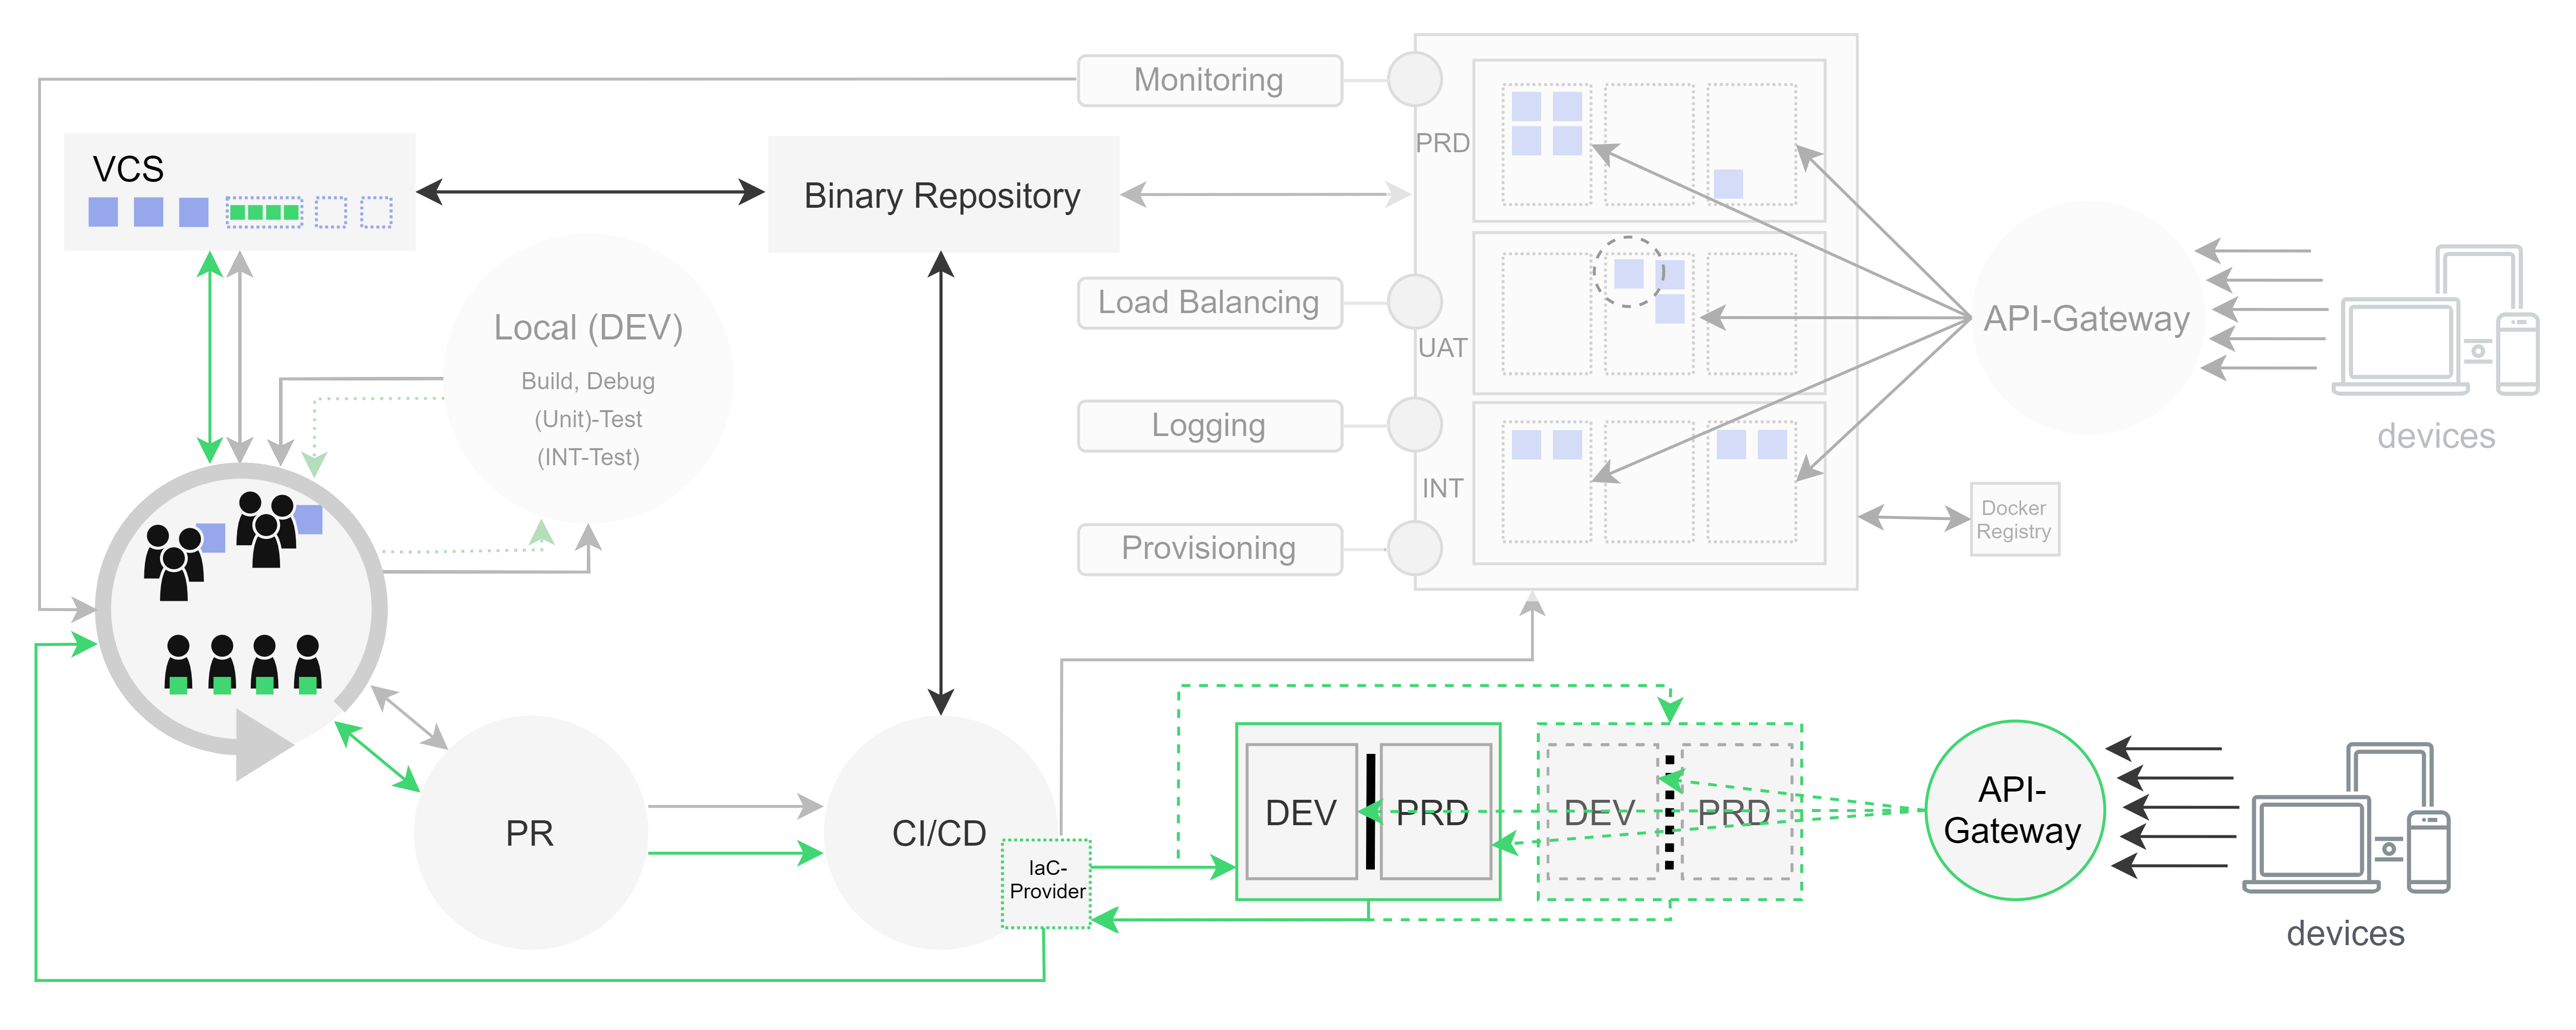 Monitoring
PRD
VCS
Binary Repository
Local (DEV)
Build, Debug
(Unit)-Test
(INT-Test)
Load Balancing
UAT
API-Gateway
devices
Logging
INT
Docker
Registry
Provisioning
PR
CI/CD
IaC-
Provider
DEV
PRD
DEV
PRD
API-
Gateway
devices